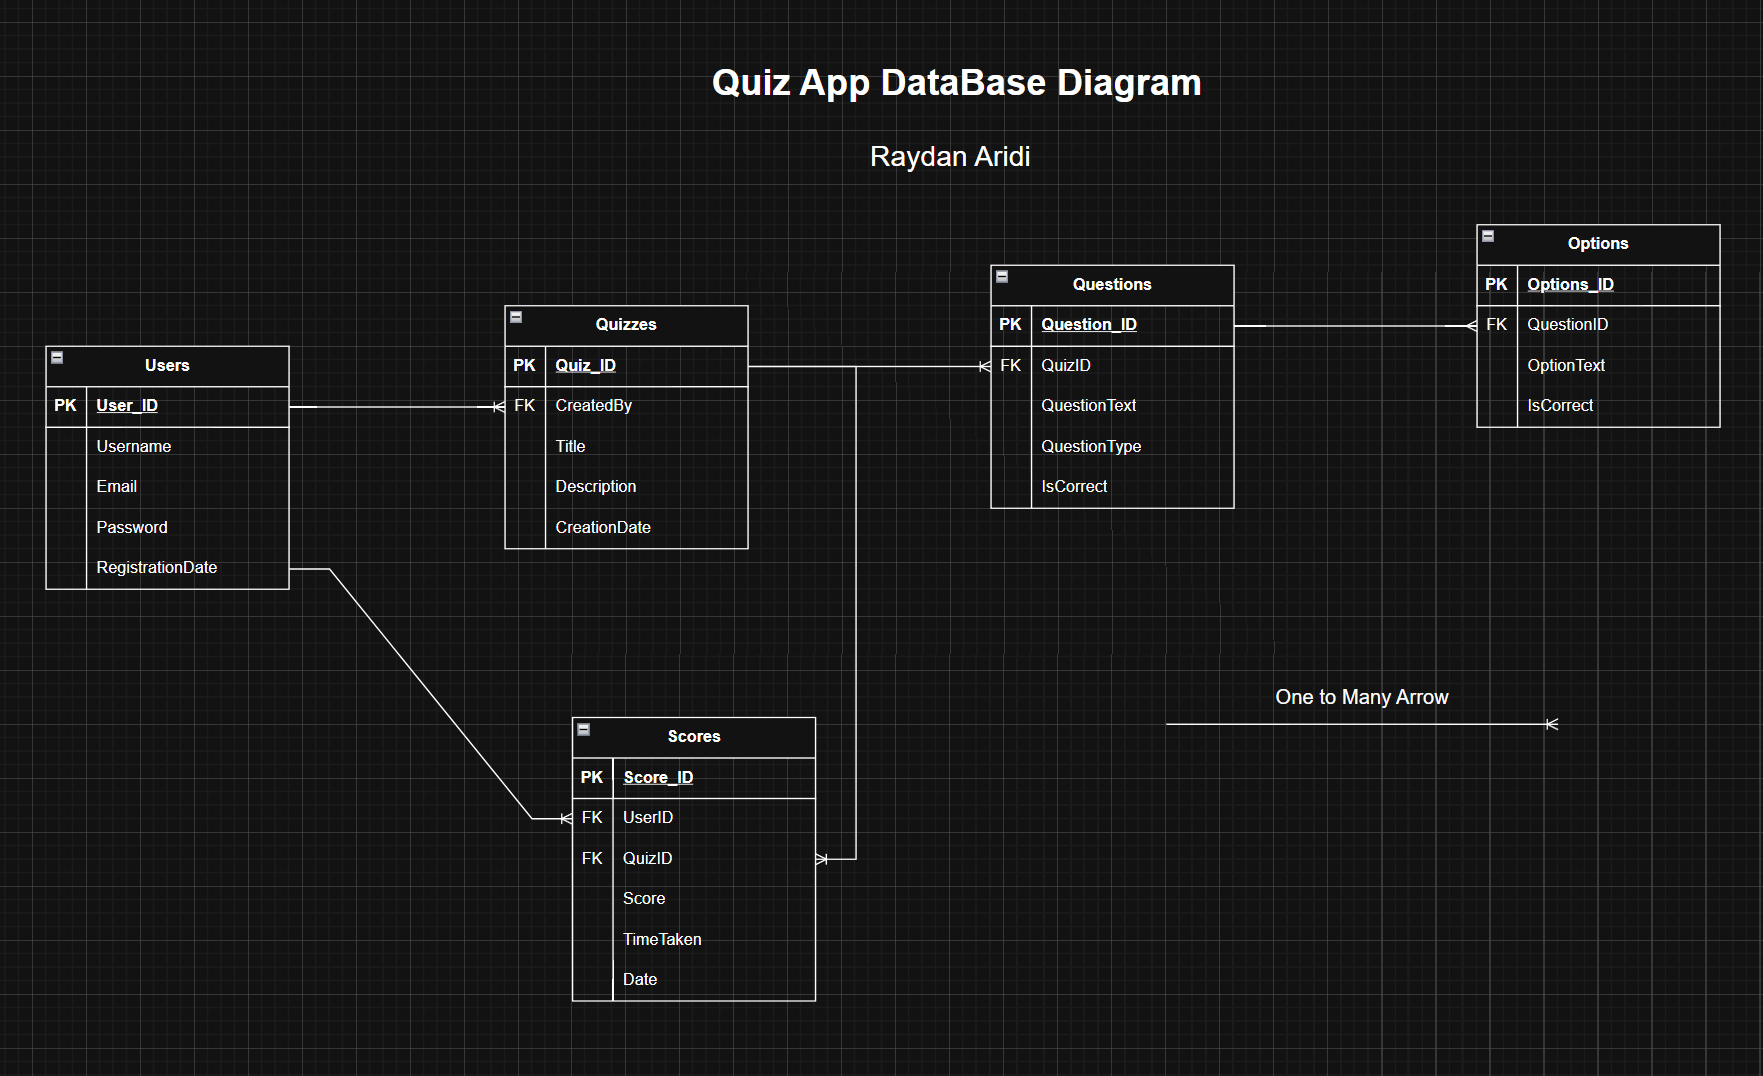 Quiz App DataBase Diagram
Raydan Aridi
Users
PK User_ID
Username
Email
Password
RegistrationDate
Quizzes
PK Quiz_ID
FK CreatedBy
Title
Description
CreationDate
Questions
PK Question_ID
FK QuizID
QuestionText
QuestionType
IsCorrect
Options
PK Options_ID
FK QuestionID
OptionText
IsCorrect
Scores
PK Score_ID
FK UserID
FK QuizID
Score
TimeTaken
Date
One to Many Arrow